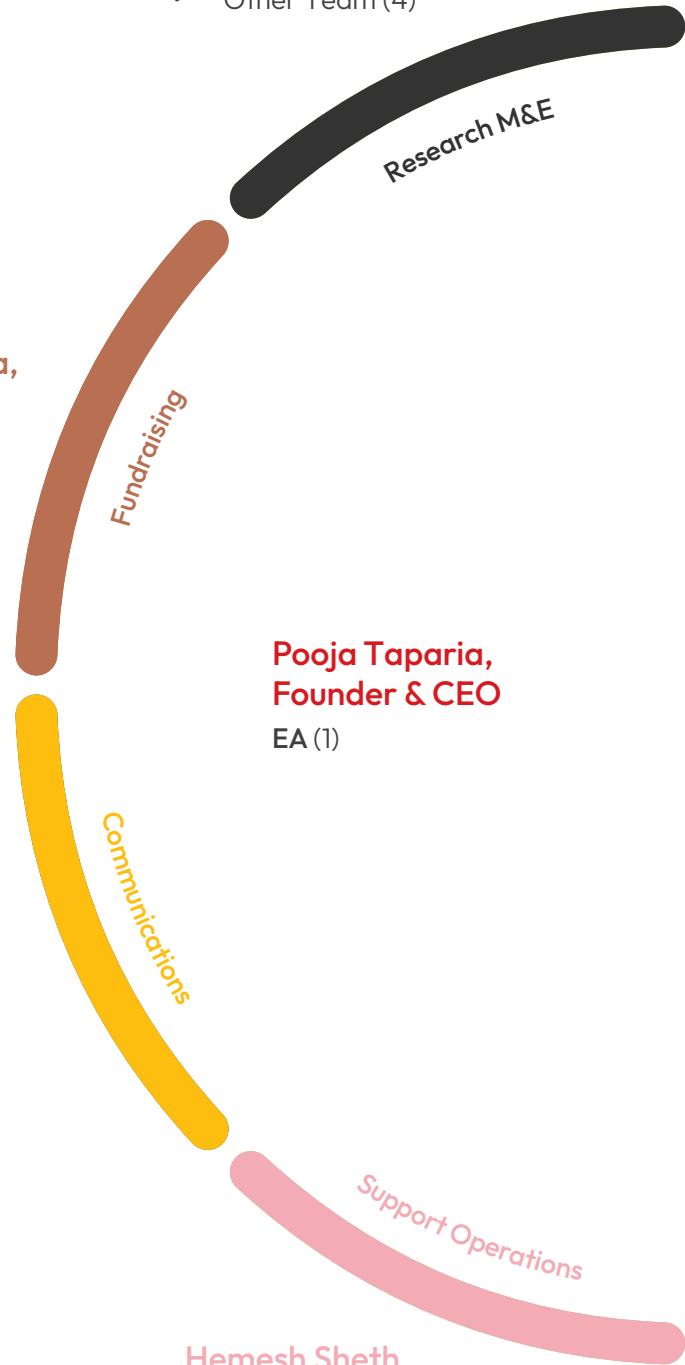 Other Team (4)
Research M&E
a,
Fundraising
Pooja Taparia,
Founder & CEO
EA (1)
Communications
Support Operations
Hemesh Sheth